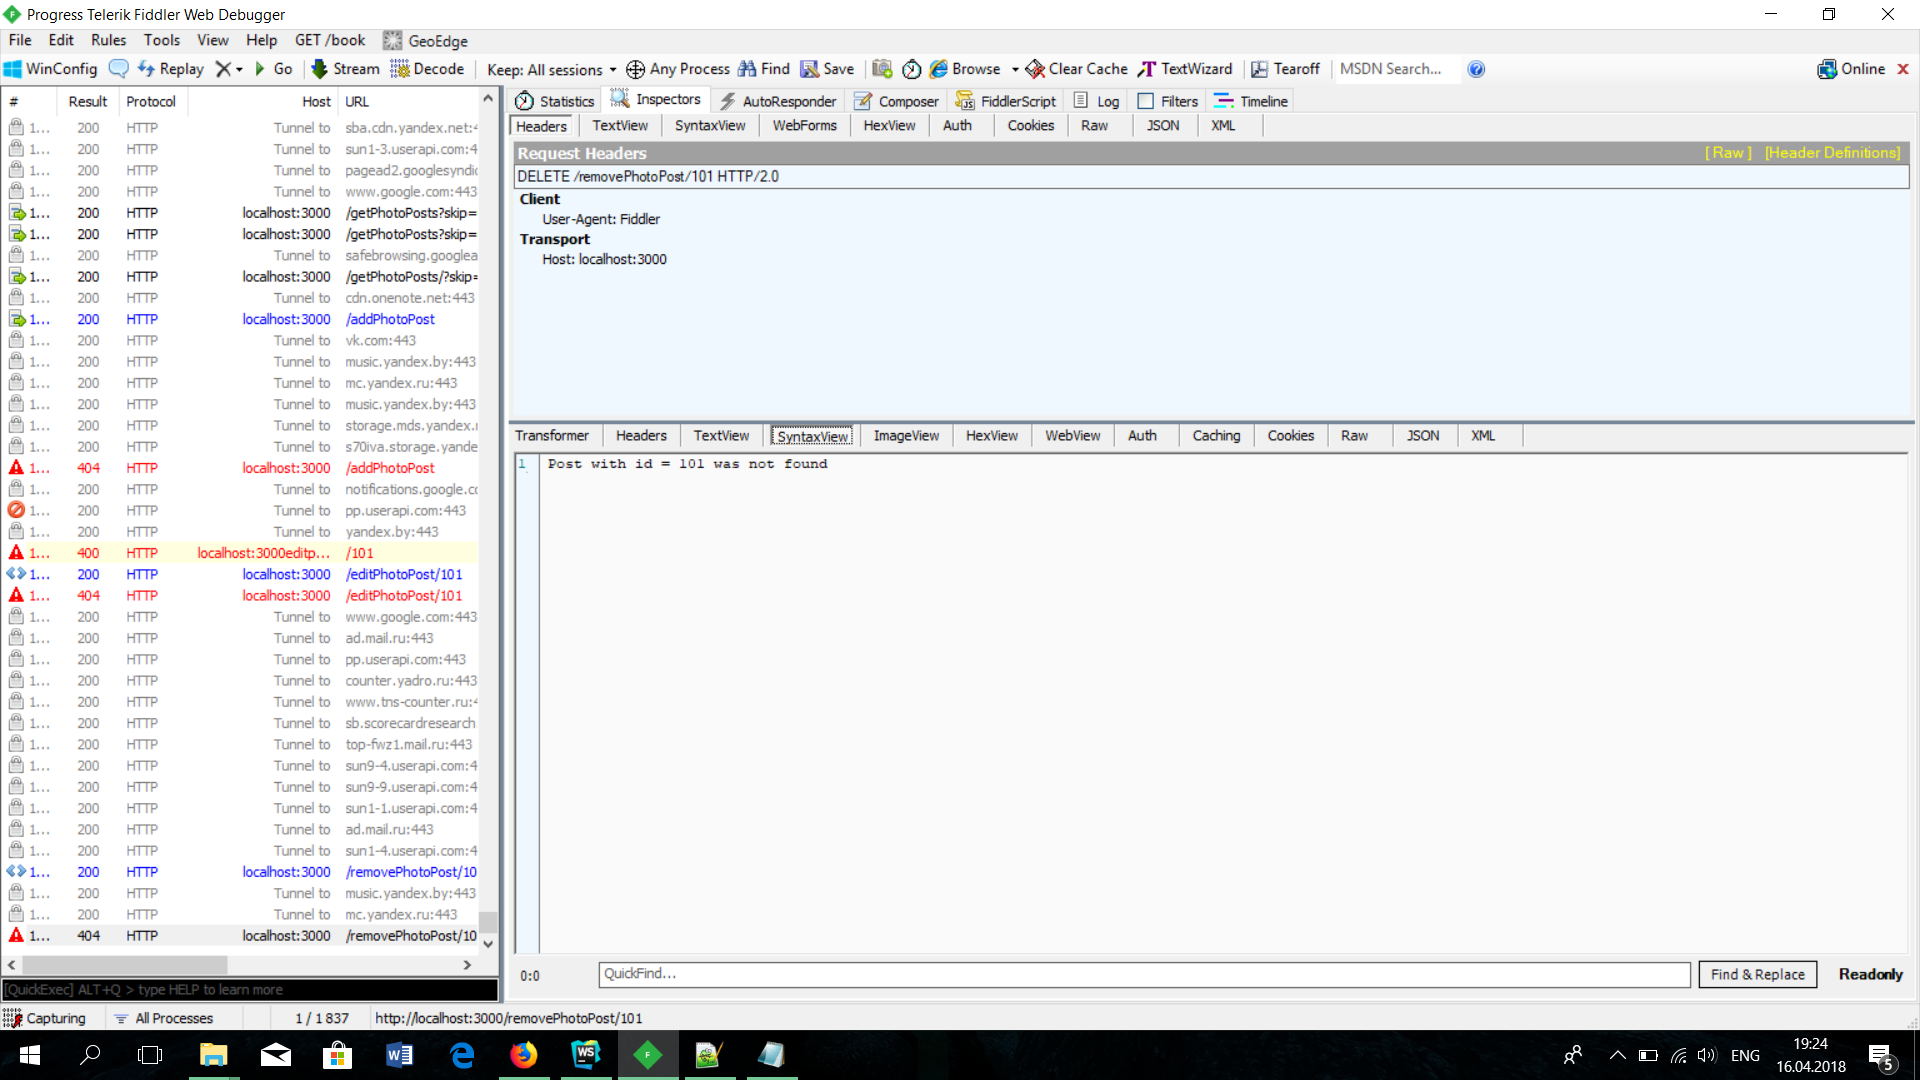 Progress Telerik Fiddler Web Debugger
File Edit Rules Tools View Help GET /book GeoEdge
WinConfig Replay Go Stream Decode Keep: All sessions Any Process Find Save Browse Clear Cache TextWizard Tearoff MSDN Search... Online
# Result Protocol Host URL
1... 200 HTTP Tunnel to sba.cdn.yandex.net:4
1... 200 HTTP Tunnel to sun1-3.userapi.com:4
1... 200 HTTP Tunnel to pagead2.googlesyndic
1... 200 HTTP Tunnel to www.google.com:443
1... 200 HTTP localhost:3000 /getPhotoPosts?skip=
1... 200 HTTP localhost:3000 /getPhotoPosts?skip=
1... 200 HTTP Tunnel to safebrowsing.googlea
1... 200 HTTP localhost:3000 /getPhotoPosts/?skip=
1... 200 HTTP Tunnel to cdn.onenote.net:443
1... 200 HTTP localhost:3000 /addPhotoPost
1... 200 HTTP Tunnel to vk.com:443
1... 200 HTTP Tunnel to music.yandex.by:443
1... 200 HTTP Tunnel to mc.yandex.ru:443
1... 200 HTTP Tunnel to music.yandex.by:443
1... 200 HTTP Tunnel to storage.mds.yandex.n
1... 200 HTTP Tunnel to s70iva.storage.yande
1... 404 HTTP localhost:3000 /addPhotoPost
1... 200 HTTP Tunnel to notifications.google.cc
1... 200 HTTP Tunnel to pp.userapi.com:443
1... 200 HTTP Tunnel to yandex.by:443
1... 400 HTTP localhost:3000editp... /101
1... 200 HTTP localhost:3000 /editPhotoPost/101
1... 404 HTTP localhost:3000 /editPhotoPost/101
1... 200 HTTP Tunnel to www.google.com:443
1... 200 HTTP Tunnel to ad.mail.ru:443
1... 200 HTTP Tunnel to pp.userapi.com:443
1... 200 HTTP Tunnel to counter.yadro.ru:443
1... 200 HTTP Tunnel to www.tns-counter.ru:4
1... 200 HTTP Tunnel to sb.scorecardresearch
1... 200 HTTP Tunnel to top-fwz1.mail.ru:443
1... 200 HTTP Tunnel to sun9-4.userapi.com:4
1... 200 HTTP Tunnel to sun9-9.userapi.com:4
1... 200 HTTP Tunnel to sun1-1.userapi.com:4
1... 200 HTTP Tunnel to ad.mail.ru:443
1... 200 HTTP Tunnel to sun1-4.userapi.com:4
1... 200 HTTP localhost:3000 /removePhotoPost/10
1... 200 HTTP Tunnel to music.yandex.by:443
1... 200 HTTP Tunnel to mc.yandex.ru:443
1... 404 HTTP localhost:3000 /removePhotoPost/10
[QuickExec] ALT+Q > type HELP to learn more
Statistics Inspectors AutoResponder Composer FiddlerScript Log Filters Timeline
Headers TextView SyntaxView WebForms HexView Auth Cookies Raw JSON XML
Request Headers [ Raw ] [Header Definitions]
DELETE /removePhotoPost/101 HTTP/2.0
Client
User-Agent: Fiddler
Transport
Host: localhost:3000
Transformer Headers TextView SyntaxView ImageView HexView WebView Auth Caching Cookies Raw JSON XML
1 Post with id = 101 was not found
0:0 QuickFind... Find & Replace Readonly
Capturing All Processes 1 / 1 837 http://localhost:3000/removePhotoPost/101
ENG
19:24
16.04.2018
5